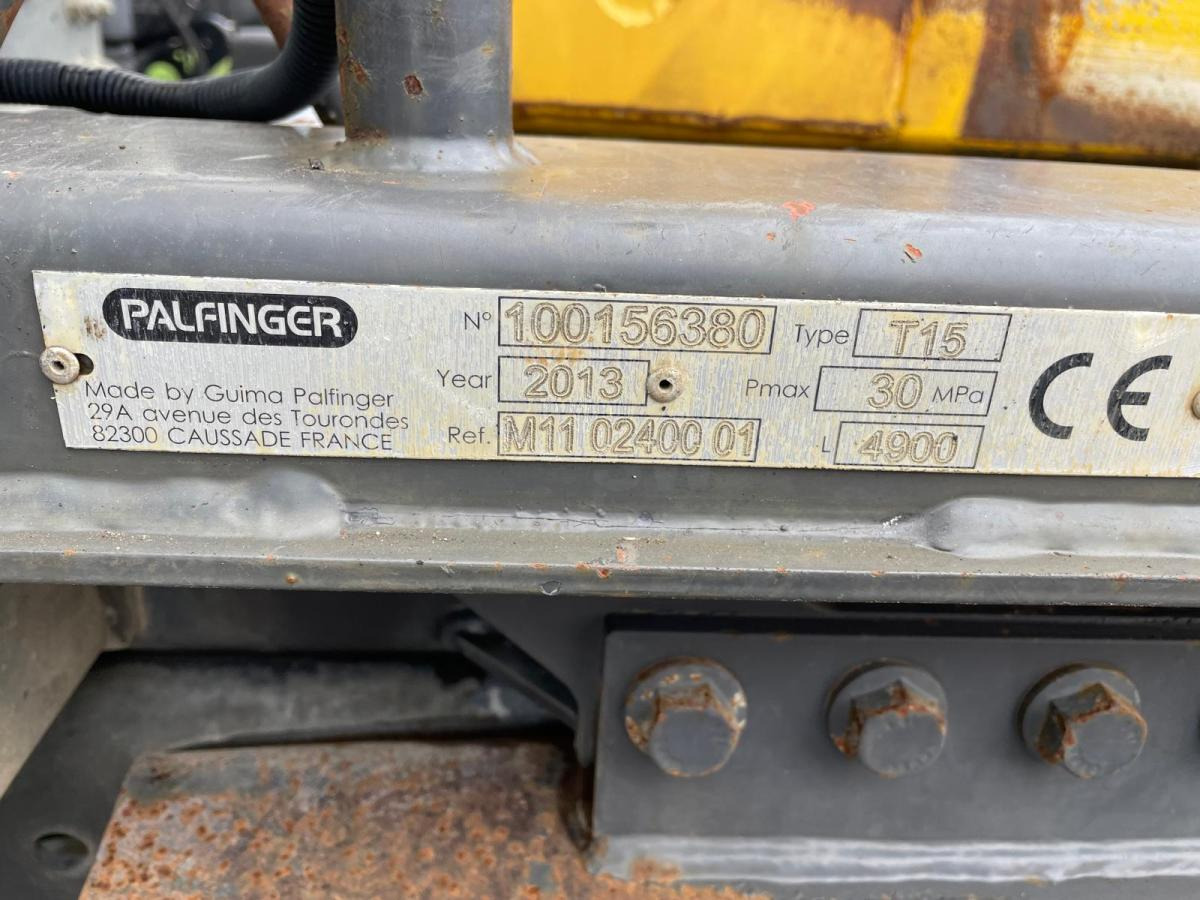 PALFINGER
Made by Guima Palfinger
29A avenue des Tourondes
82300 CAUSSADE FRANCE
N° 100156380
Year 2013
Ref. M11 02400 01
Type T15
Pmax 30 MPa
L 4900
CE